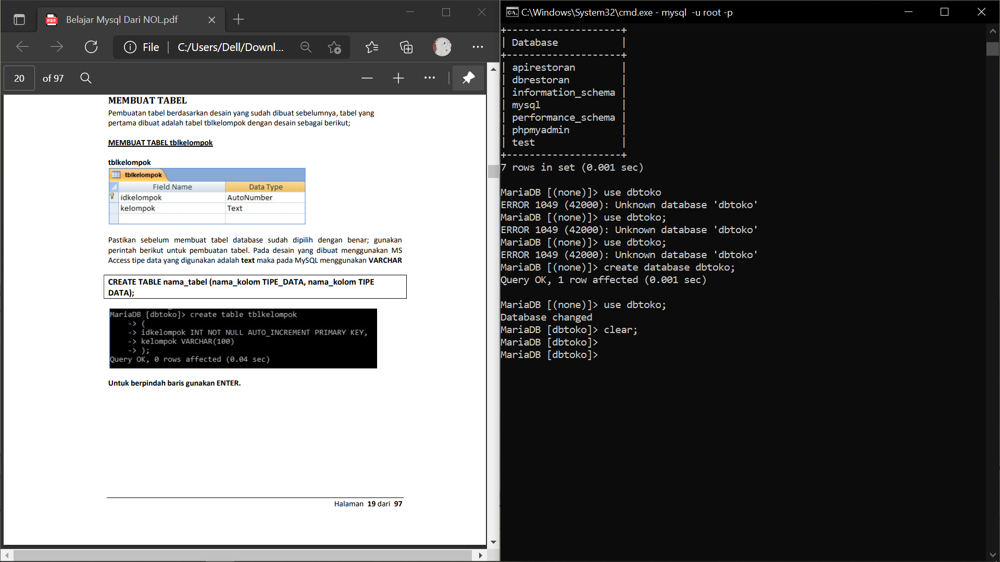 Belajar Mysql Dari NOL.pdf
File
C:/Users/Dell/Downl...
20
of 97
MEMBUAT TABEL
Pembuatan tabel berdasarkan desain yang sudah dibuat sebelumnya, tabel yang
pertama dibuat adalah tabel tblkelompok dengan desain sebagai berikut;
MEMBUAT TABEL tblkelompok
tblkelompok
tblkelompok
Field Name Data Type
idkelompok AutoNumber
kelompok Text
Pastikan sebelum membuat tabel database sudah dipilih dengan benar; gunakan
perintah berikut untuk pembuatan tabel. Pada desain yang dibuat menggunakan MS
Access tipe data yang digunakan adalah text maka pada MySQL menggunakan VARCHAR
CREATE TABLE nama_tabel (nama_kolom TIPE_DATA, nama_kolom TIPE
DATA);
MariaDB [dbtoko]> create table tblkelompok
-> (
-> idkelompok INT NOT NULL AUTO_INCREMENT PRIMARY KEY,
-> kelompok VARCHAR(100)
-> );
Query OK, 0 rows affected (0.04 sec)
Untuk berpindah baris gunakan ENTER.
Halaman 19 dari 97
C:\Windows\System32\cmd.exe - mysql  -u root -p
+--------------------+
| Database           |
+--------------------+
| apirestoran        |
| dbrestoran         |
| information_schema |
| mysql              |
| performance_schema |
| phpmyadmin         |
| test               |
+--------------------+
7 rows in set (0.001 sec)
MariaDB [(none)]> use dbtoko
ERROR 1049 (42000): Unknown database 'dbtoko'
MariaDB [(none)]> use dbtoko;
ERROR 1049 (42000): Unknown database 'dbtoko'
MariaDB [(none)]> use dbtoko;
ERROR 1049 (42000): Unknown database 'dbtoko'
MariaDB [(none)]> create database dbtoko;
Query OK, 1 row affected (0.001 sec)
MariaDB [(none)]> use dbtoko;
Database changed
MariaDB [dbtoko]> clear;
MariaDB [dbtoko]>
MariaDB [dbtoko]>